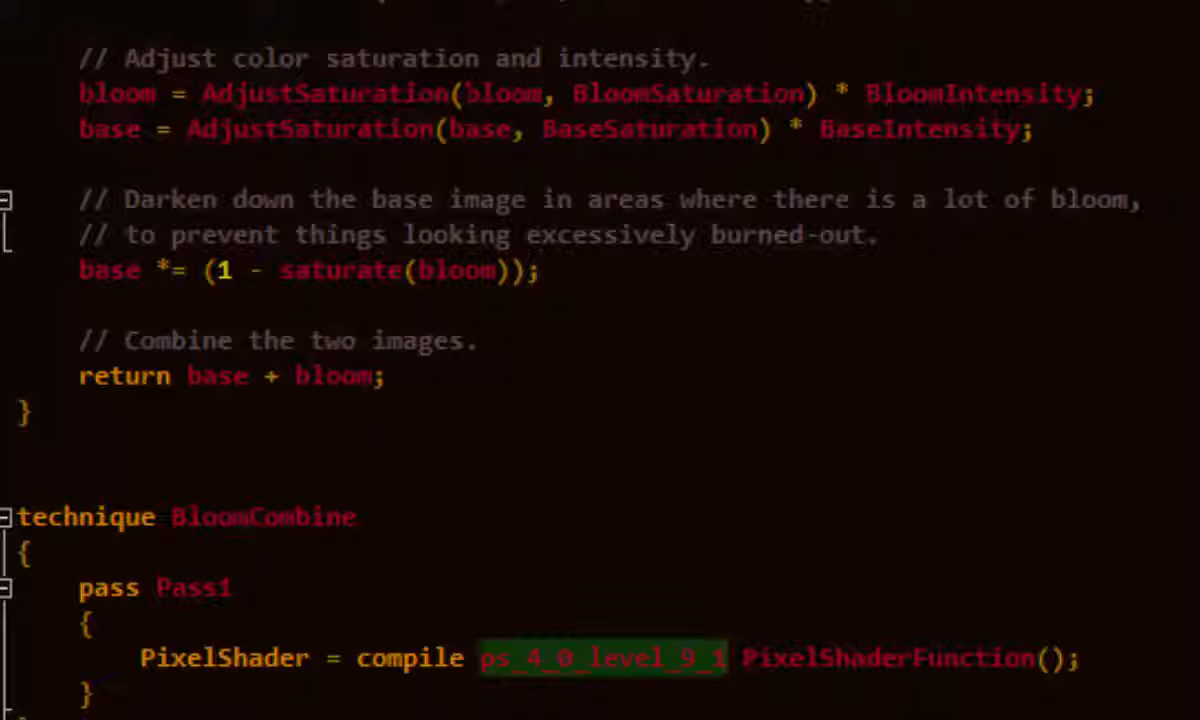 // Adjust color saturation and intensity.
bloom = AdjustSaturation(bloom, BloomSaturation) * BloomIntensity;
base = AdjustSaturation(base, BaseSaturation) * BaseIntensity;
// Darken down the base image in areas where there is a lot of bloom,
// to prevent things looking excessively burned-out.
base *= (1 - saturate(bloom));
// Combine the two images.
return base + bloom;
}
technique BloomCombine
{
pass Pass1
{
PixelShader = compile ps_4_0_level_9_1 PixelShaderFunction();
}